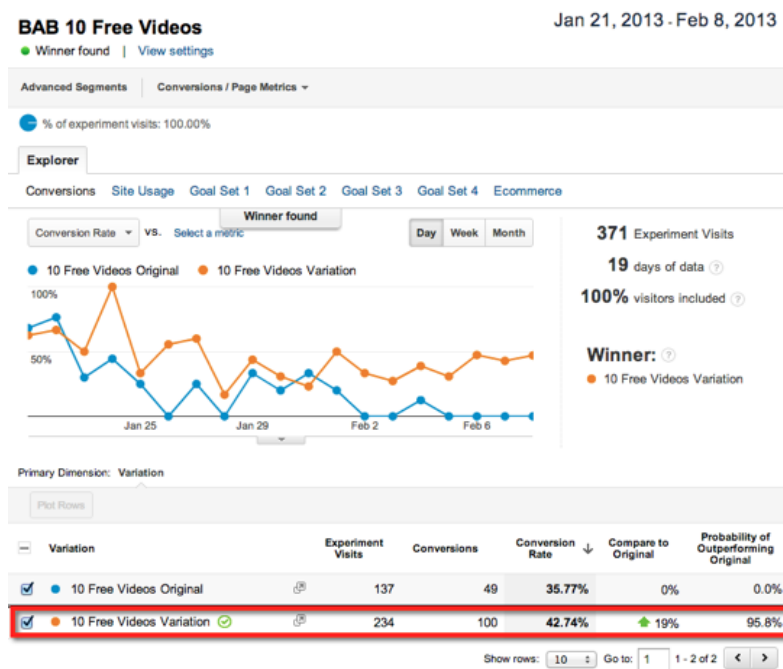 BAB 10 Free Videos
Jan 21, 2013 - Feb 8, 2013
Winner found | View settings
Advanced Segments Conversions / Page Metrics
% of experiment visits: 100.00%
Explorer
Conversions Site Usage Goal Set 1 Goal Set 2 Goal Set 3 Goal Set 4 Ecommerce
Winner found
Conversion Rate VS. Select a metric Day Week Month
371 Experiment Visits
19 days of data ?
100% visitors included ?
10 Free Videos Original 10 Free Videos Variation
100%
50%
Jan 25 Jan 29 Feb 2 Feb 6
Winner: ?
10 Free Videos Variation
Primary Dimension: Variation
Plot Rows
Variation Experiment Visits Conversions Conversion Rate Compare to Original Probability of Outperforming Original
10 Free Videos Original 137 49 35.77% 0% 0.0%
10 Free Videos Variation 234 100 42.74% 19% 95.8%
Show rows: 10 Go to: 1 1 - 2 of 2